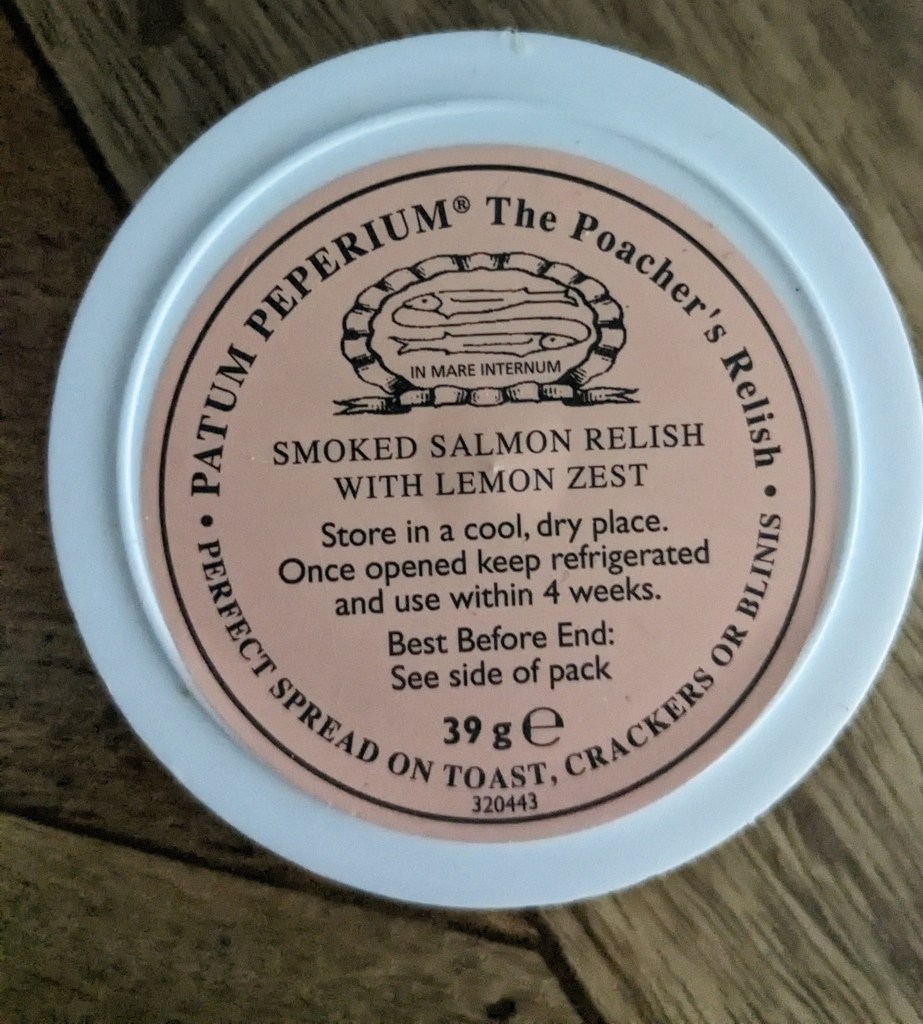 PATUM PEPERIUM® The Poacher's Relish
IN MARE INTERNUM
SMOKED SALMON RELISH
WITH LEMON ZEST
Store in a cool, dry place.
Once opened keep refrigerated
and use within 4 weeks.
Best Before End:
See side of pack
39 g ℮
• PERFECT SPREAD ON TOAST, CRACKERS OR BLINIS •
320443